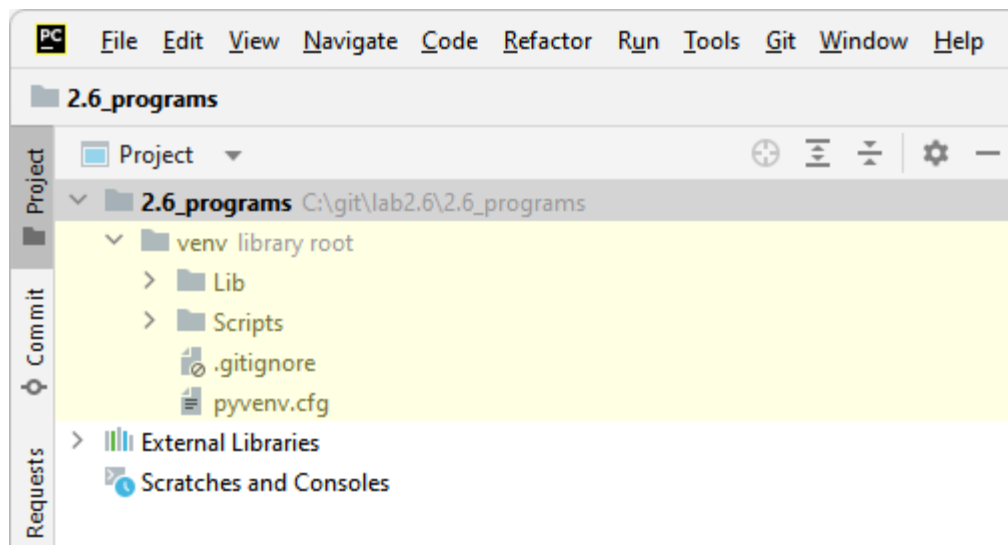 PC File Edit View Navigate Code Refactor Run Tools Git Window Help
2.6_programs
Project
Project
2.6_programs C:\git\lab2.6\2.6_programs
venv library root
Lib
Scripts
.gitignore
pyvenv.cfg
External Libraries
Scratches and Consoles
Commit
Requests